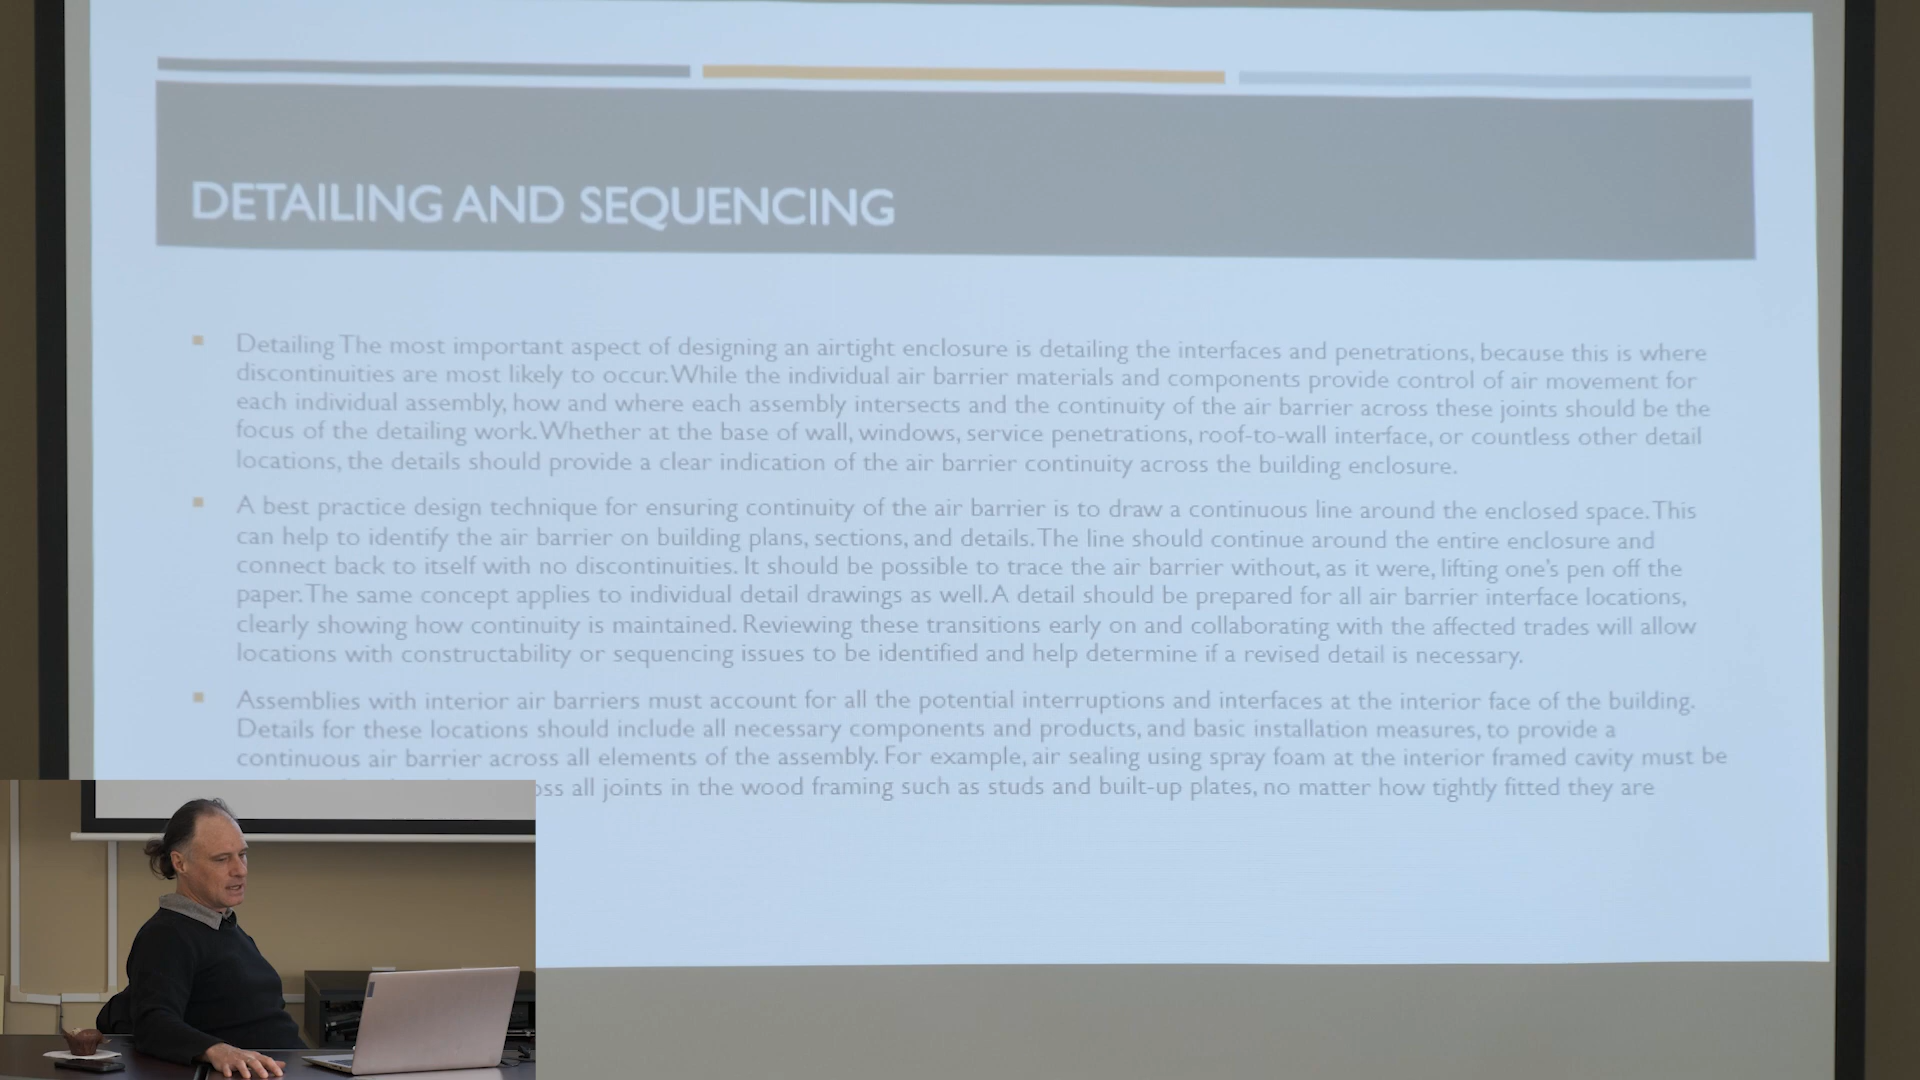 DETAILING AND SEQUENCING
Detailing The most important aspect of designing an airtight enclosure is detailing the interfaces and penetrations, because this is where
discontinuities are most likely to occur. While the individual air barrier materials and components provide control of air movement for
each individual assembly, how and where each assembly intersects and the continuity of the air barrier across these joints should be the
focus of the detailing work. Whether at the base of wall, windows, service penetrations, roof-to-wall interface, or countless other detail
locations, the details should provide a clear indication of the air barrier continuity across the building enclosure.
A best practice design technique for ensuring continuity of the air barrier is to draw a continuous line around the enclosed space. This
can help to identify the air barrier on building plans, sections, and details. The line should continue around the entire enclosure and
connect back to itself with no discontinuities. It should be possible to trace the air barrier without, as it were, lifting one's pen off the
paper. The same concept applies to individual detail drawings as well. A detail should be prepared for all air barrier interface locations,
clearly showing how continuity is maintained. Reviewing these transitions early on and collaborating with the affected trades will allow
locations with constructability or sequencing issues to be identified and help determine if a revised detail is necessary.
Assemblies with interior air barriers must account for all the potential interruptions and interfaces at the interior face of the building.
Details for these locations should include all necessary components and products, and basic installation measures, to provide a
continuous air barrier across all elements of the assembly. For example, air sealing using spray foam at the interior framed cavity must be
all joints in the wood framing such as studs and built-up plates, no matter how tightly fitted they are